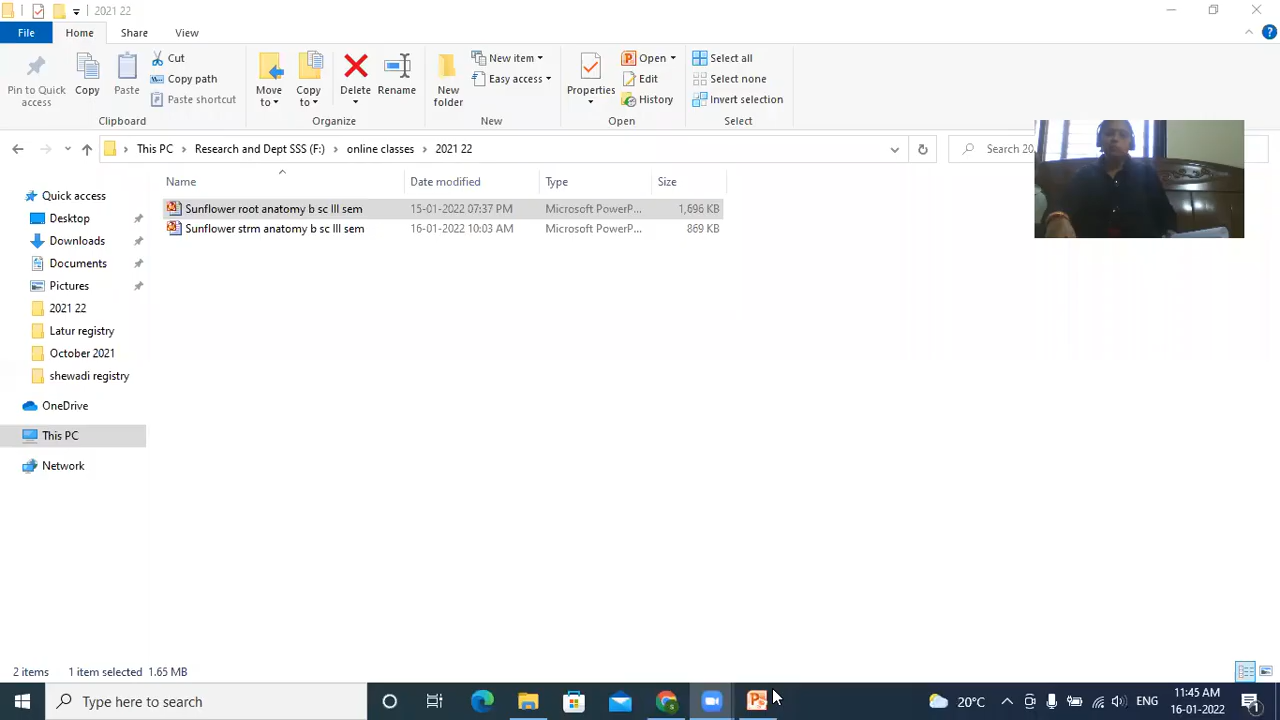 2021 22
File Home Share View
Pin to Quick access
Copy
Paste
Cut
Copy path
Paste shortcut
Clipboard
Move to
Copy to
Delete
Rename
Organize
New folder
New item
Easy access
New
Properties
Open
Edit
History
Open
Select all
Select none
Invert selection
Select
This PC Research and Dept SSS (F:) online classes 2021 22
Search 20
Name Date modified Type Size
Sunflower root anatomy b sc III sem 15-01-2022 07:37 PM Microsoft PowerP... 1,696 KB
Sunflower strm anatomy b sc III sem 16-01-2022 10:03 AM Microsoft PowerP... 869 KB
Quick access
Desktop
Downloads
Documents
Pictures
2021 22
Latur registry
October 2021
shewadi registry
OneDrive
This PC
Network
2 items 1 item selected 1.65 MB
Type here to search
20°C
ENG
11:45 AM
16-01-2022
1